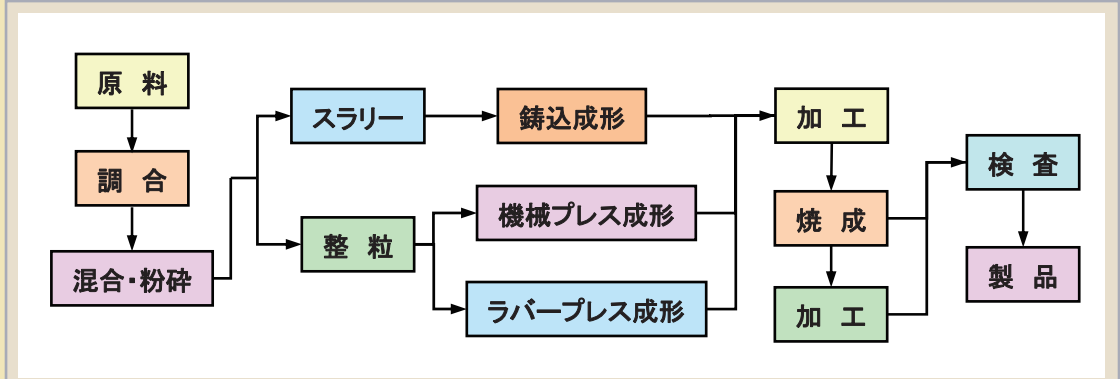 原料
調合
混合・粉砕
スラリー
整粒
鋳込成形
機械プレス成形
ラバープレス成形
加工
焼成
加工
検査
製品